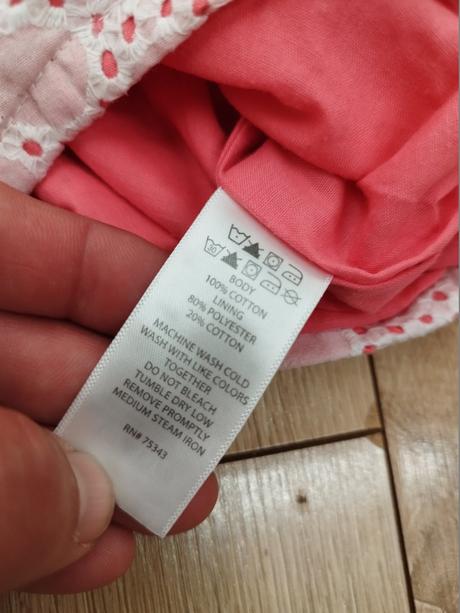 30
BODY
100% COTTON
LINING
80% POLYESTER
20% COTTON
MACHINE WASH COLD
WASH WITH LIKE COLORS
TOGETHER
DO NOT BLEACH
TUMBLE DRY LOW
REMOVE PROMPTLY
MEDIUM STEAM IRON
RN# 75343